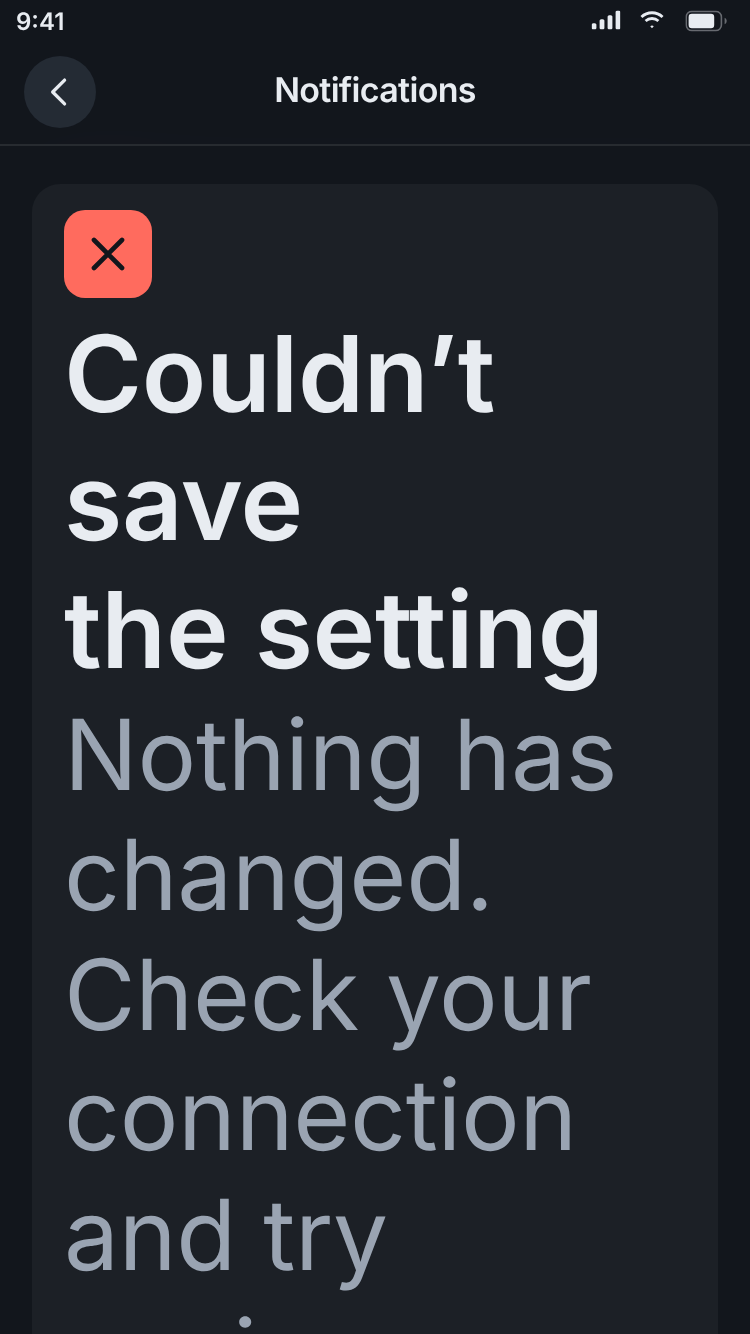 9:41
Notifications
Couldn’t
save
the setting
Nothing has
changed.
Check your
connection
and try